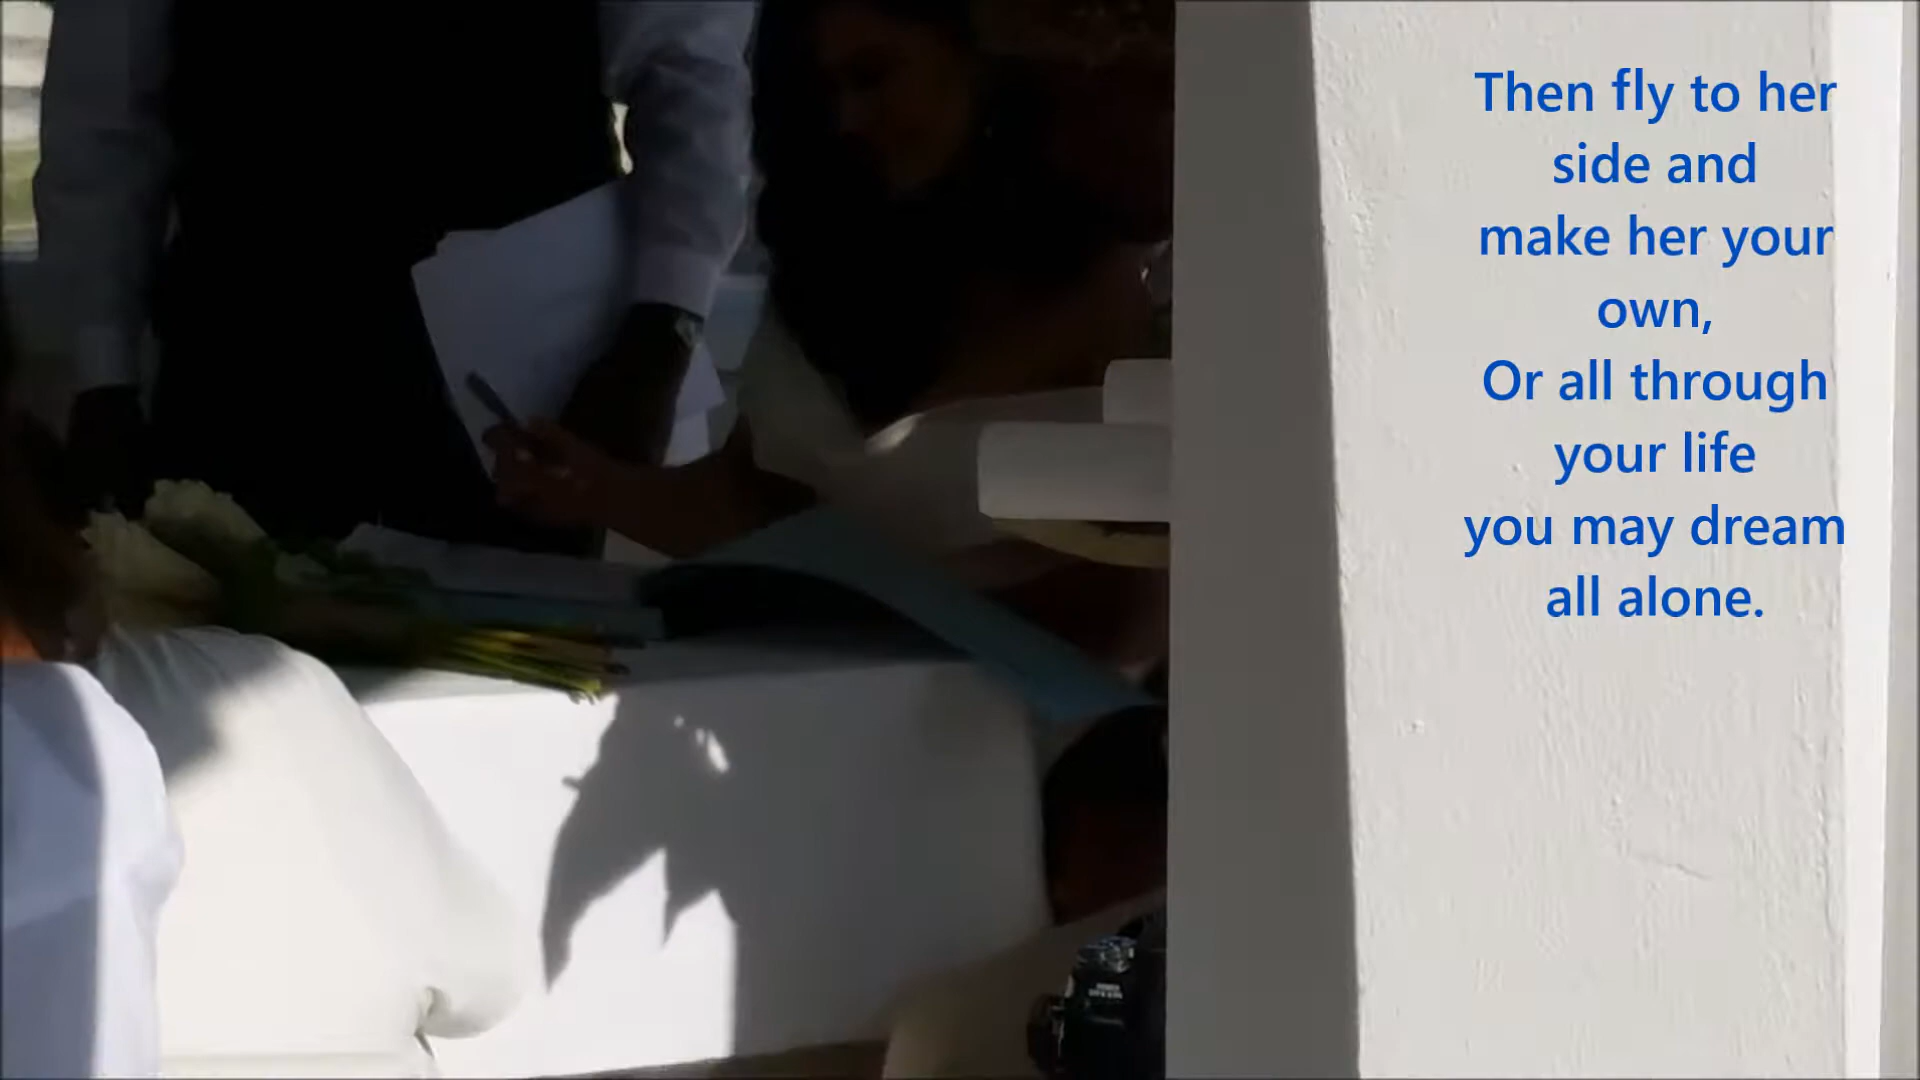 Then fly to her
side and
make her your
own,
Or all through
your life
you may dream
all alone.